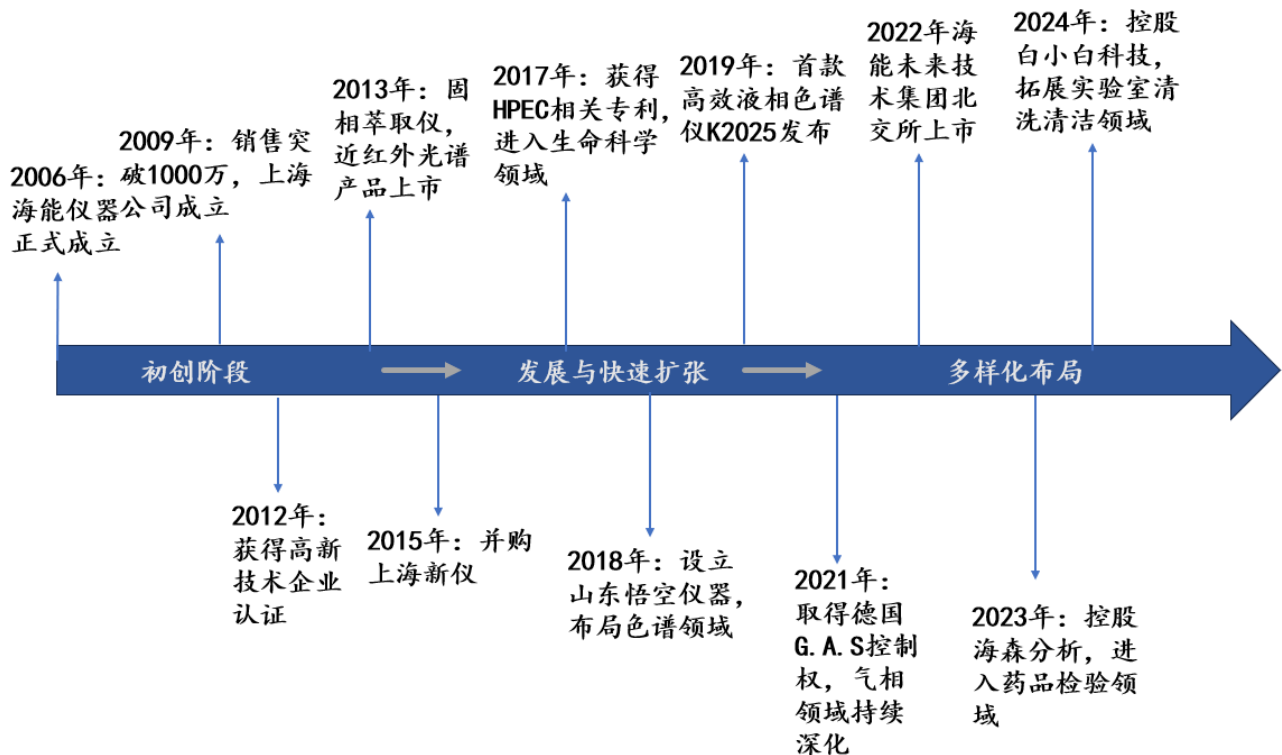 2006年：
海能仪器
正式成立
2009年：销售突
破1000万，上海
公司成立
2013年：固
相萃取仪，
近红外光谱
产品上市
2017年：获得
HPEC相关专利，
进入生命科学
领域
2019年：首款
高效液相色谱
仪K2025发布
2022年海
能未来技
术集团北
交所上市
2024年：控股
白小白科技，
拓展实验室清
洗清洁领域
初创阶段
发展与快速扩张
多样化布局
2012年：
获得高新
技术企业
认证
2015年：并购
上海新仪
2018年：设立
山东悟空仪器，
布局色谱领域
2021年：
取得德国
G.A.S控制
权，气相
领域持续
深化
2023年：控股
海森分析，进
入药品检验领
域